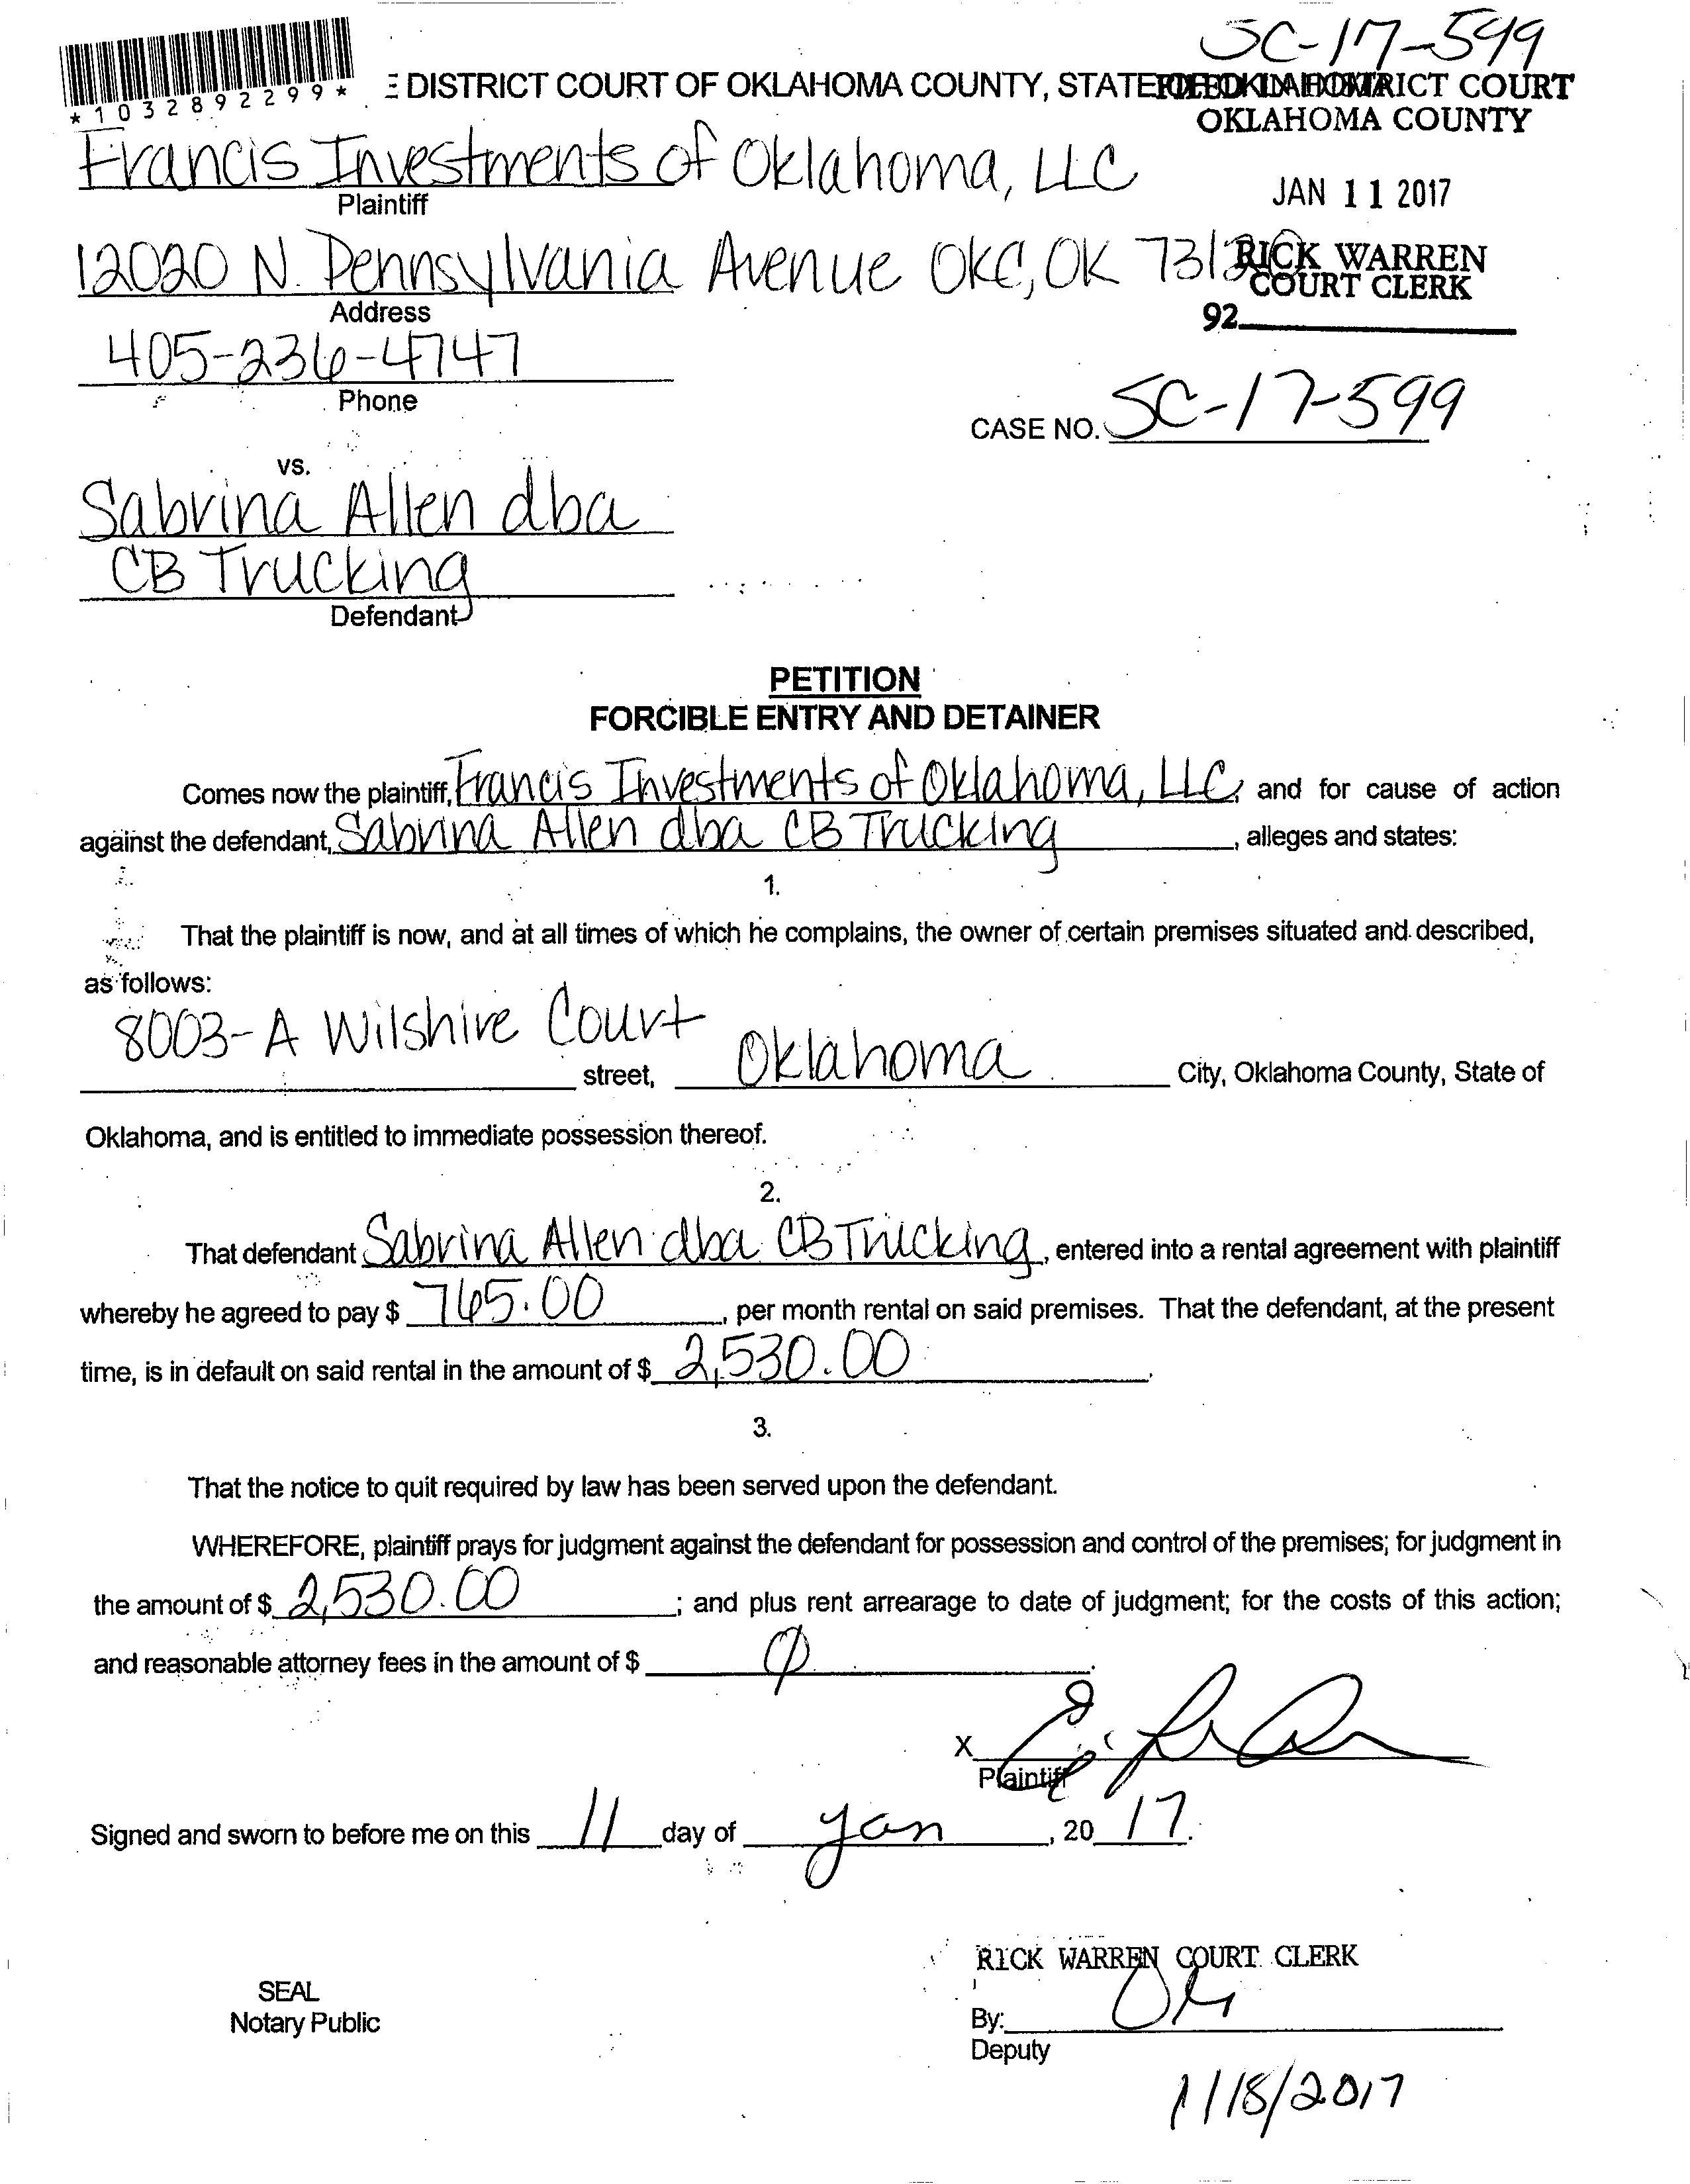 SC-17-599
DISTRICT COURT OF OKLAHOMA COUNTY, STATE
DISTRICT COURT
*1032892299*
OKLAHOMA COUNTY
Francis Investments of Oklahoma, LLC
Plaintiff
JAN 11 2017
12020 N. Pennsylvania Avenue OKC, OK
RICK WARREN
COURT CLERK
Address
92
405-236-4747
Phone
CASE NO. SC-17-599
vs.
Sabrina Allen dba
CB Trucking
Defendant
PETITION
FORCIBLE ENTRY AND DETAINER
Comes now the plaintiff, Francis Investments of Oklahoma, LLC, and for cause of action
against the defendant, Sabrina Allen dba CB Trucking, alleges and states:
1.
That the plaintiff is now, and at all times of which he complains, the owner of certain premises situated and described,
as follows:
8003-A Wilshire Court street, Oklahoma City, Oklahoma County, State of
Oklahoma, and is entitled to immediate possession thereof.
2.
That defendant Sabrina Allen dba CB Trucking, entered into a rental agreement with plaintiff
whereby he agreed to pay $ 765.00, per month rental on said premises. That the defendant, at the present
time, is in default on said rental in the amount of $ 2,530.00.
3.
That the notice to quit required by law has been served upon the defendant.
WHEREFORE, plaintiff prays for judgment against the defendant for possession and control of the premises; for judgment in
the amount of $ 2,530.00; and plus rent arrearage to date of judgment; for the costs of this action;
and reasonable attorney fees in the amount of $ 0.
X
Plaintiff
Signed and sworn to before me on this 11 day of Jan, 20 17.
RICK WARREN COURT CLERK
SEAL
Notary Public
By:
Deputy
1/18/2017